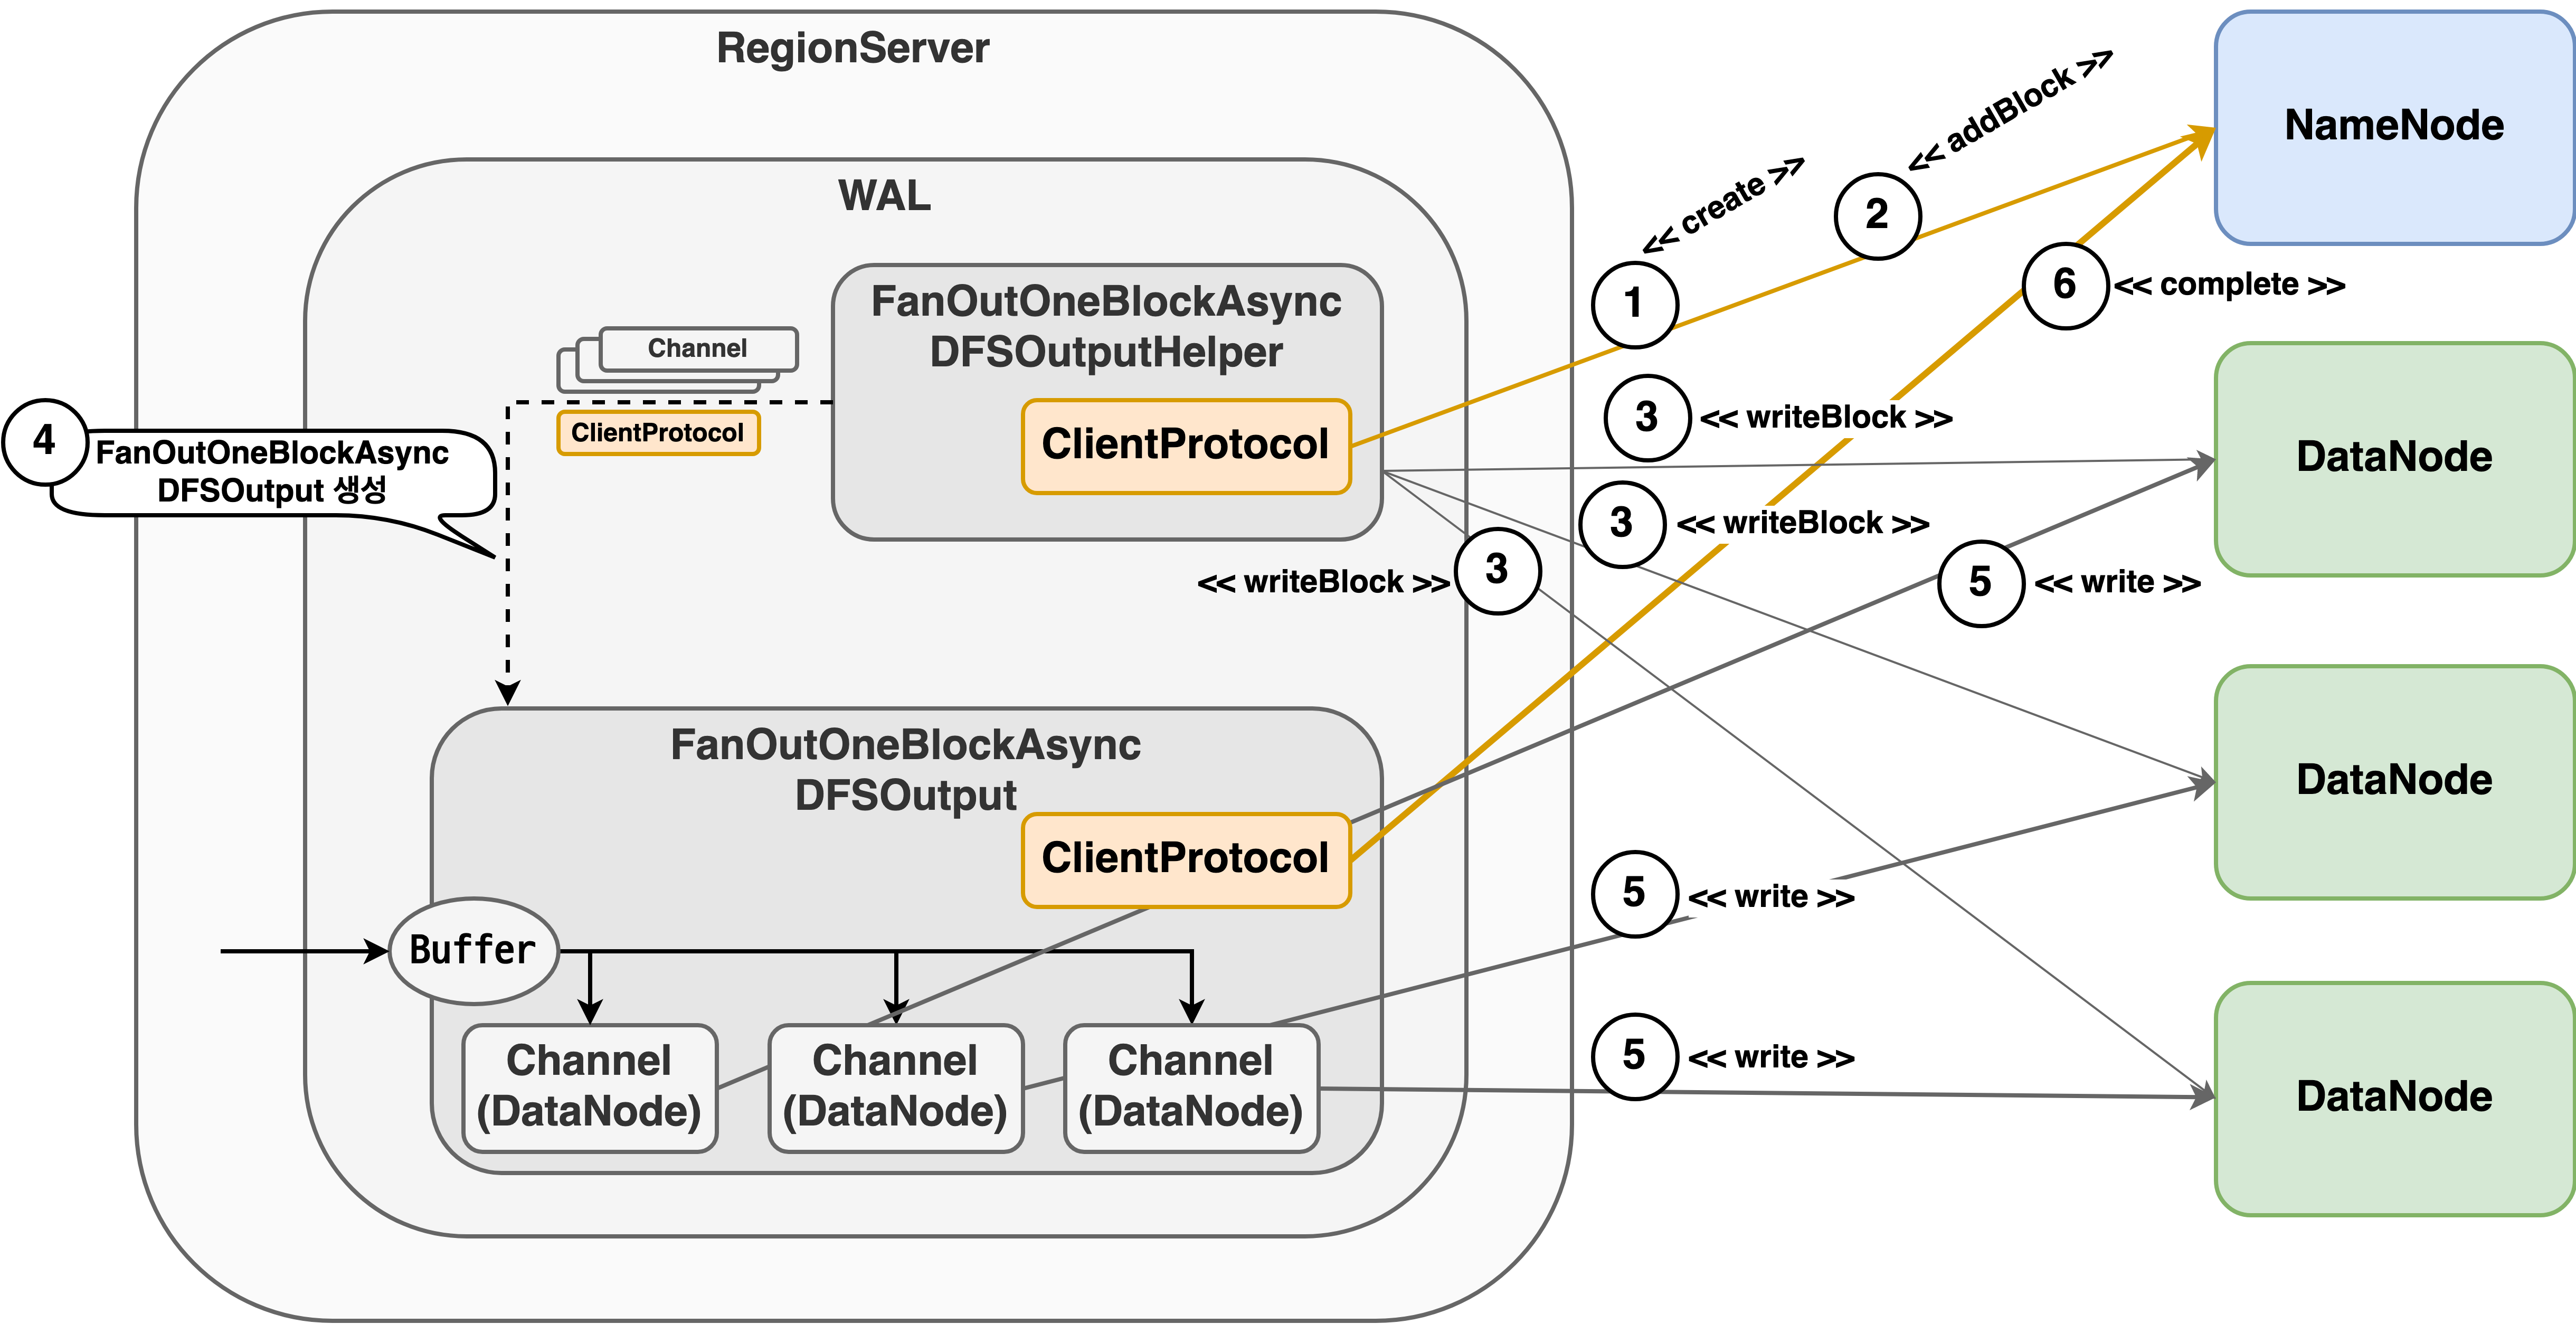 RegionServer
WAL
FanOutOneBlockAsync
DFSOutputHelper
ClientProtocol
Channel
ClientProtocol
4
FanOutOneBlockAsync
DFSOutput 생성
FanOutOneBlockAsync
DFSOutput
ClientProtocol
Buffer
Channel
(DataNode)
Channel
(DataNode)
Channel
(DataNode)
1
<< create >>
2
<< addBlock >>
6
<< complete >>
3
<< writeBlock >>
3
<< writeBlock >>
<< writeBlock >>
3
5
<< write >>
5
<< write >>
5
<< write >>
NameNode
DataNode
DataNode
DataNode